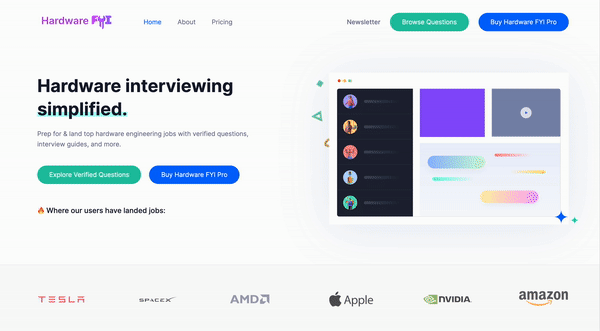 Hardware FYI
Home
About
Pricing
Newsletter
Browse Questions
Buy Hardware FYI Pro
Hardware interviewing
simplified.
Prep for & land top hardware engineering jobs with verified questions,
interview guides, and more.
Explore Verified Questions
Buy Hardware FYI Pro
🔥 Where our users have landed jobs:
TESLA
SPACEX
AMD
Apple
NVIDIA.
amazon